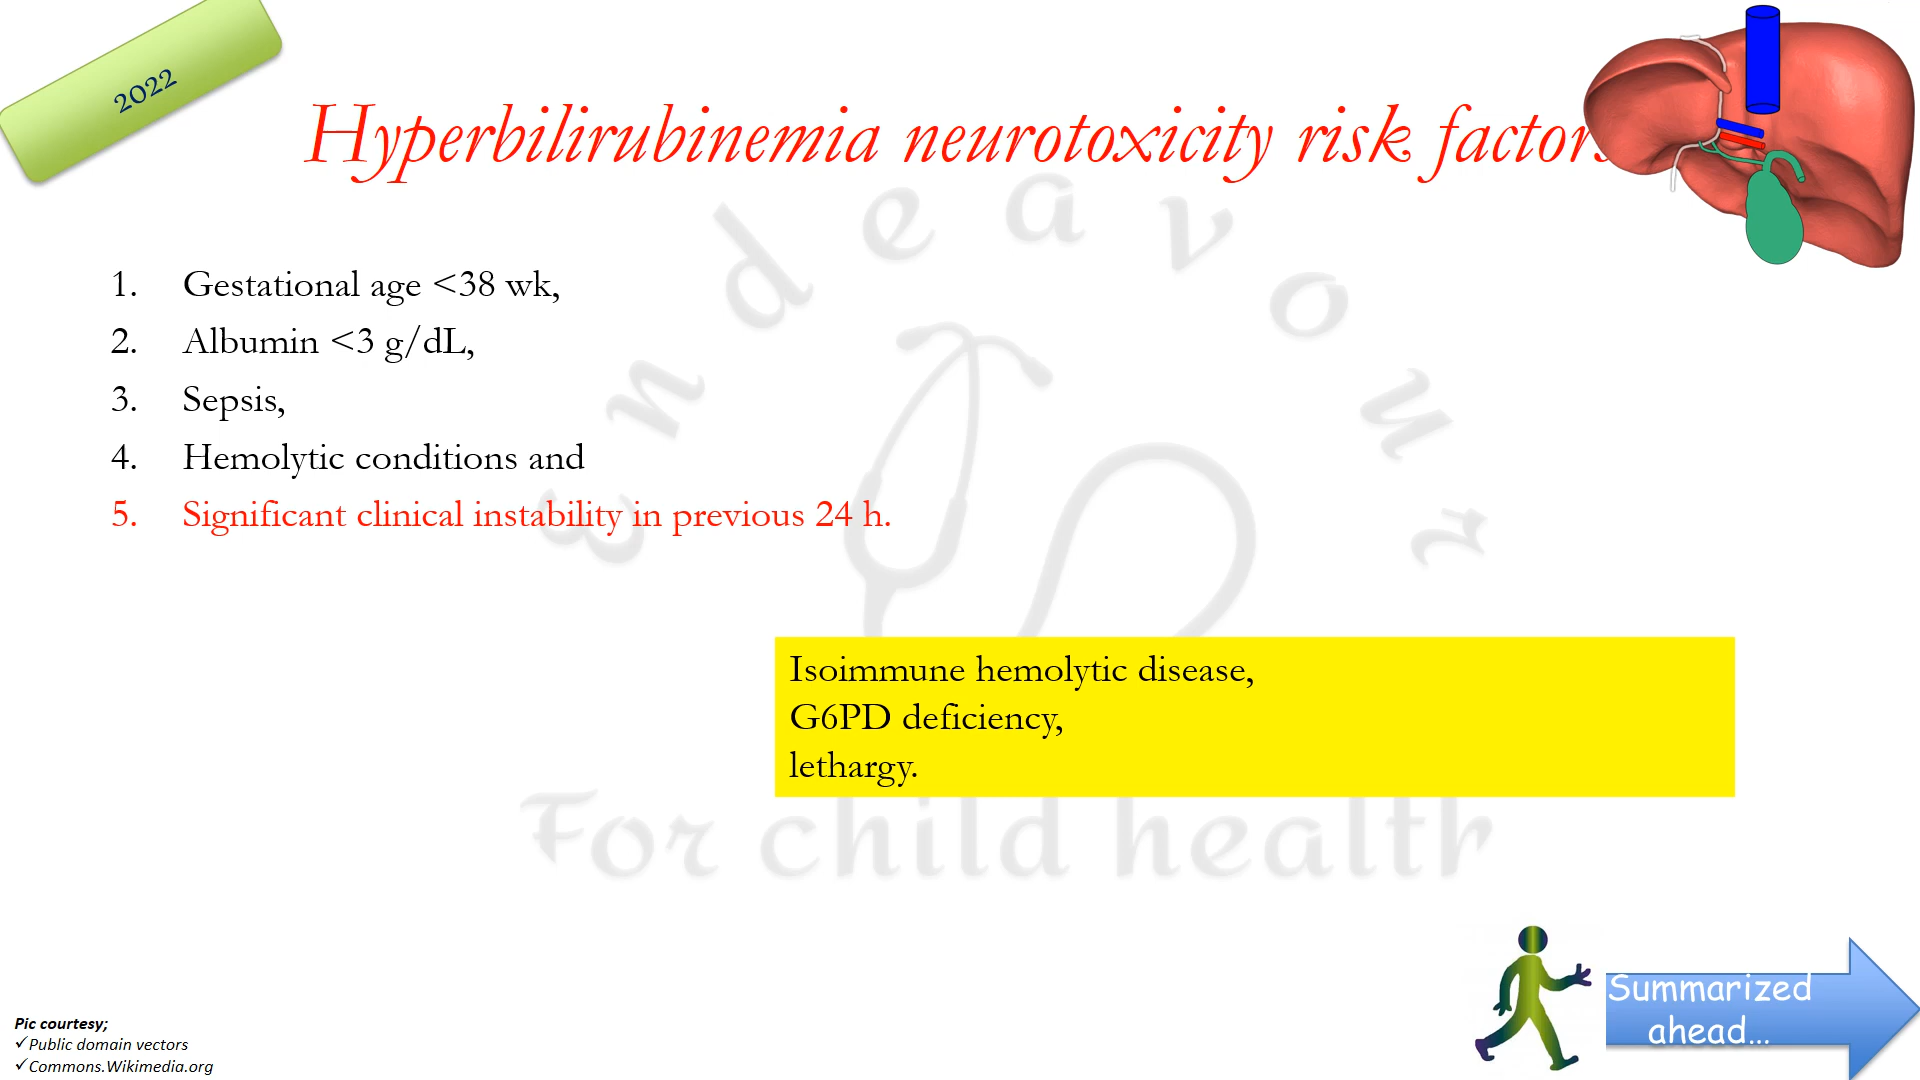 2022
Hyperbilirubinemia neurotoxicity risk factors
1. Gestational age <38 wk,
2. Albumin <3 g/dL,
3. Sepsis,
4. Hemolytic conditions and
5. Significant clinical instability in previous 24 h.
Endeavour
Isoimmune hemolytic disease,
G6PD deficiency,
lethargy.
For child health
Summarized
ahead...
Pic courtesy;
✓Public domain vectors
✓Commons.Wikimedia.org